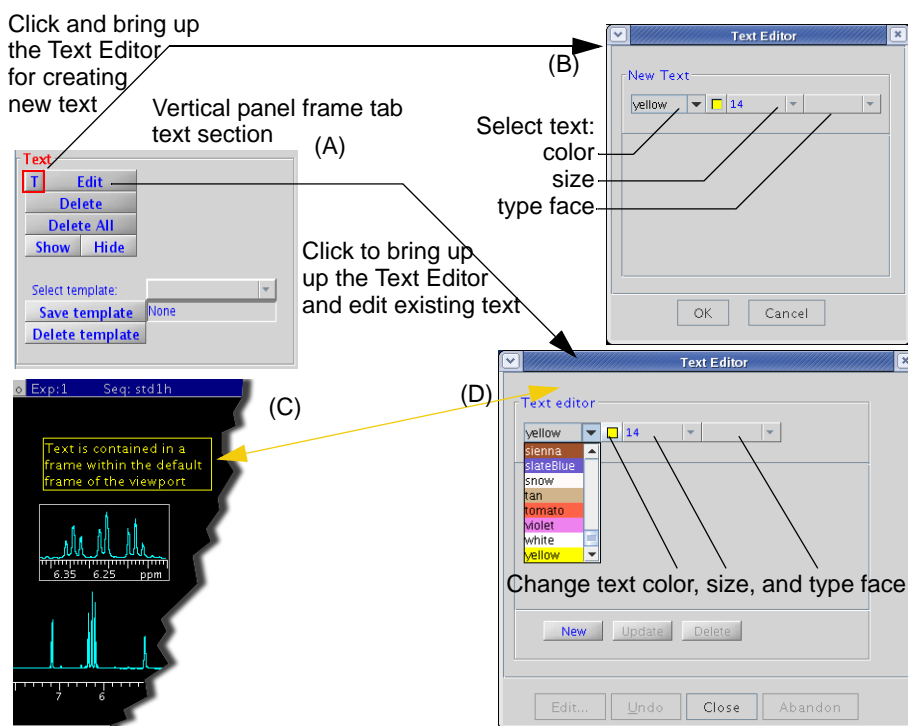 Click and bring up
the Text Editor
for creating
new text
Vertical panel frame tab
text section
(A)
Text
T Edit
Delete
Delete All
Show Hide
Select template:
Save template None
Delete template
(B)
Text Editor
New Text
yellow 14
Select text:
color
size
type face
OK Cancel
Click to bring up
up the Text Editor
and edit existing text
(C)
Exp:1 Seq: std1h
Text is contained in a
frame within the default
frame of the viewport
6.35 6.25 ppm
7 6
(D)
Text Editor
Text editor
yellow 14
sienna
slateBlue
snow
tan
tomato
violet
white
yellow
Change text color, size, and type face
New Update Delete
Edit... Undo Close Abandon